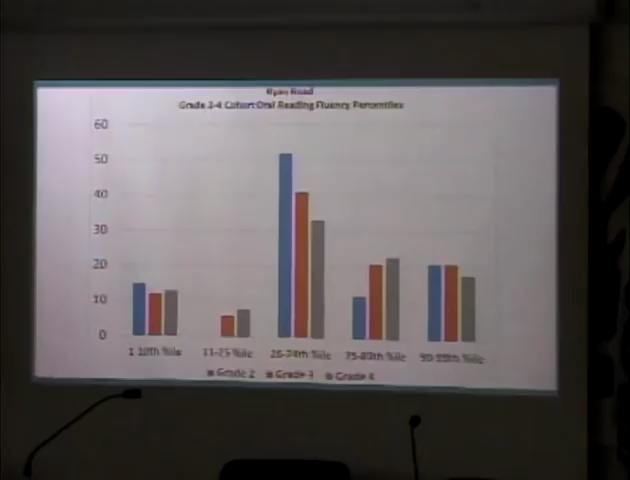 Ryan Road
Grade 2-4 Cohort Oral Reading Fluency Percentiles
60
50
40
30
20
10
0
1-10th %ile 11-25 %ile 26-74th %ile 75-89th %ile 90-99th %ile
Grade 2 Grade 3 Grade 4